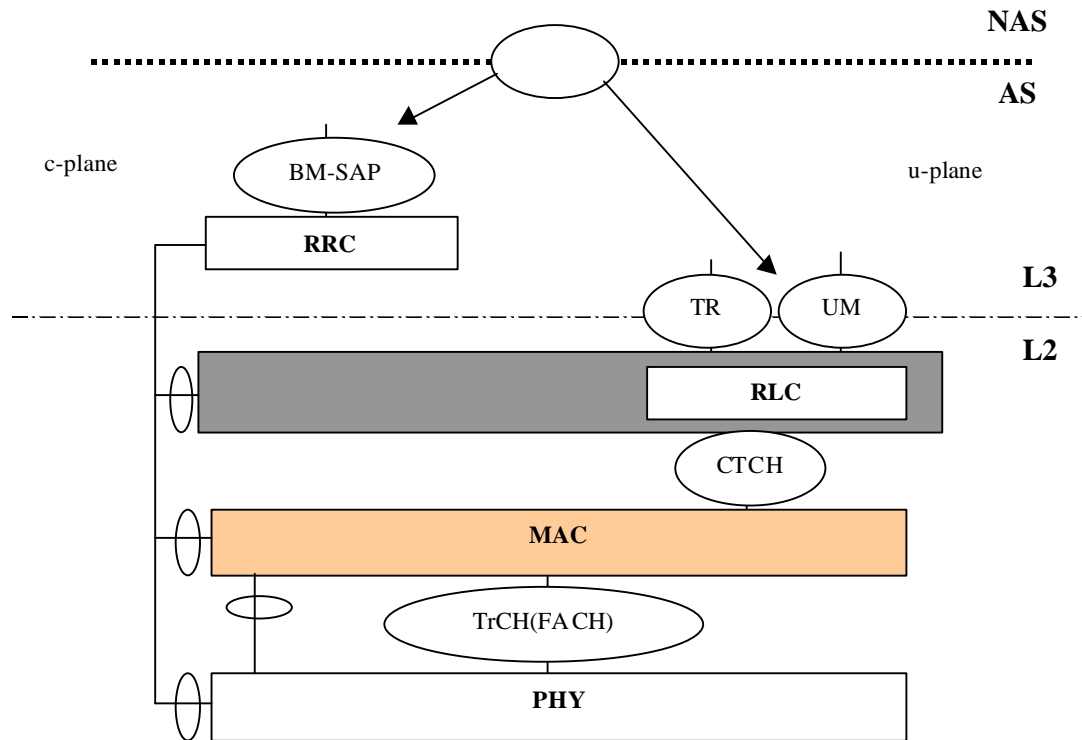 NAS
AS
c-plane
BM-SAP
u-plane
RRC
L3
TR
UM
L2
RLC
CTCH
MAC
TrCH(FACH)
PHY